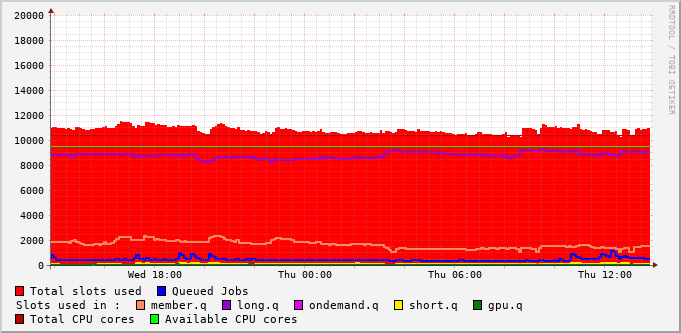 20000
18000
16000
14000
12000
10000
8000
6000
4000
2000
0
Wed 18:00 Thu 00:00 Thu 06:00 Thu 12:00
RRDTOOL / TOBI OETIKER
Total slots used Queued Jobs
Slots used in : member.q long.q ondemand.q short.q gpu.q
Total CPU cores Available CPU cores